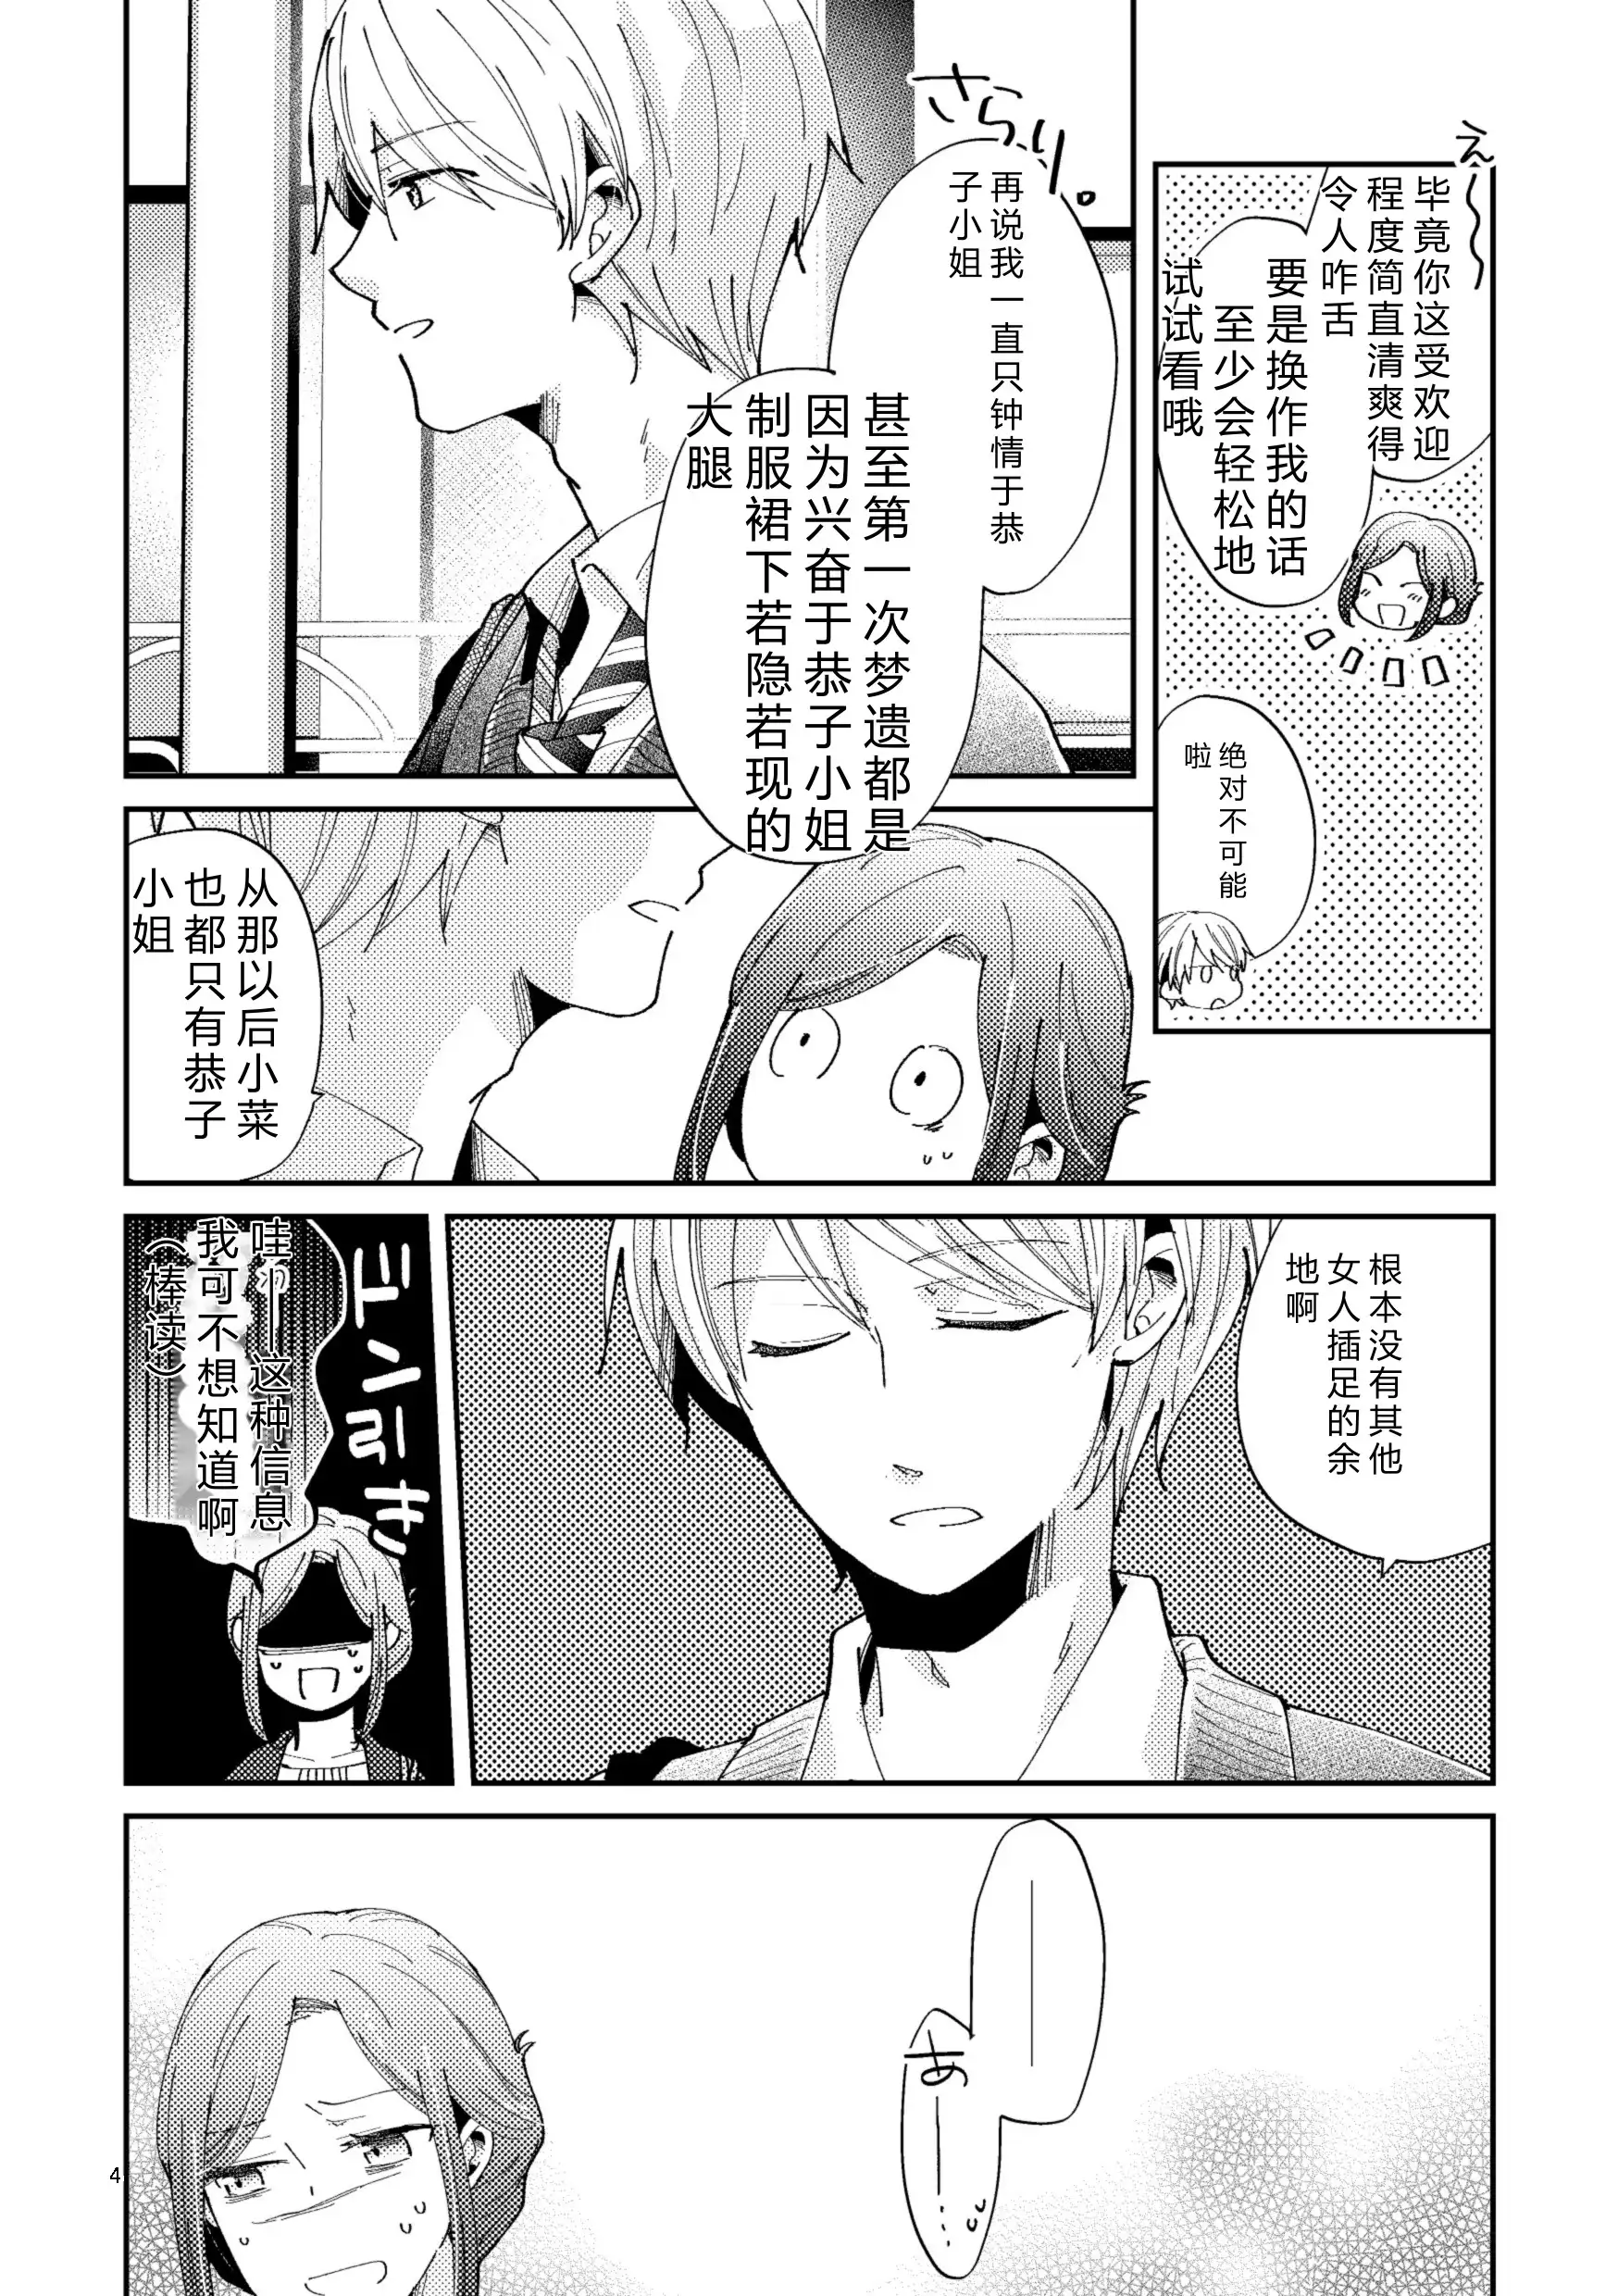 え〜〜
毕竟你这受欢迎
程度简直清爽得
令人咋舌
要是换作我的话
至少会轻松地
试试看哦
绝对不可能
啦
さらり。
再说我一直只钟情于恭
子小姐
甚至第一次梦遗都是
因为兴奋于恭子小姐
制服裙下若隐若现的
大腿
从那以后小菜
也都只有恭子
小姐
根本没有其他
女人插足的余
地啊
ドン引き
哇——这种信息
我可不想知道啊
（棒读）
——あ——……
4